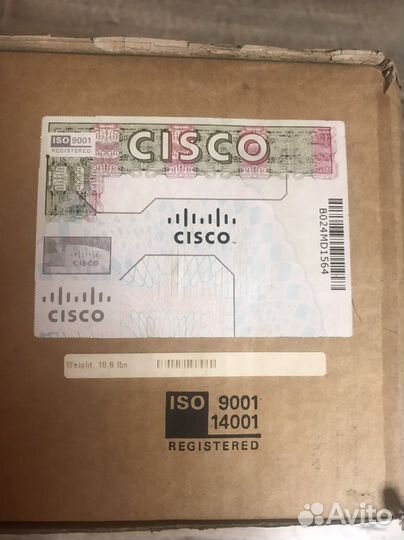 ISO 9001
REGISTERED
CISCO
CISCO
CISCO
CISCO
B024MD1564
Weight: 10.8 lbs
ISO 9001
14001
REGISTERED
Avito